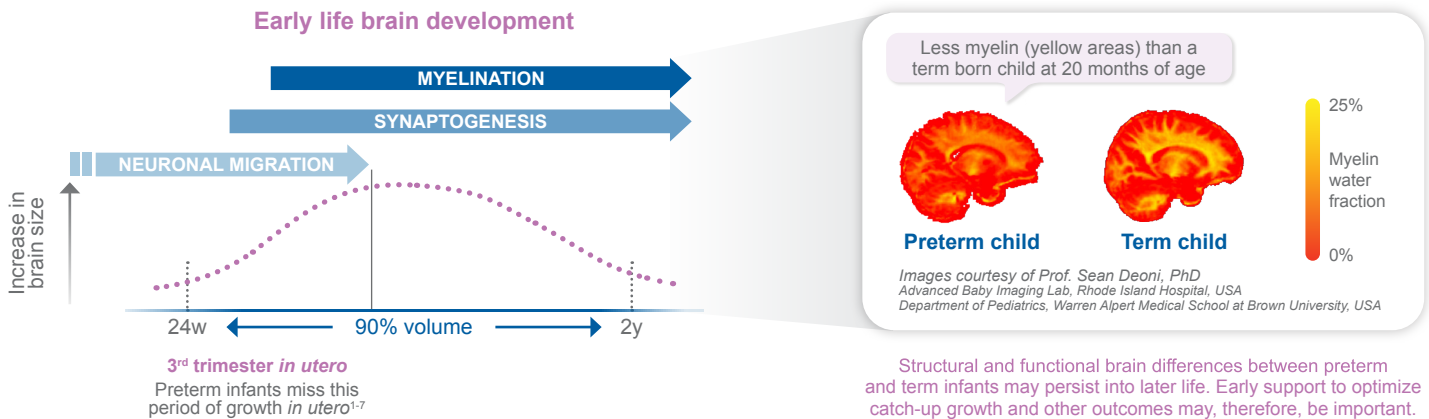 Early life brain development
MYELINATION
SYNAPTOGENESIS
NEURONAL MIGRATION
Increase in
brain size
24w
90% volume
2y
3rd trimester in utero
Preterm infants miss this
period of growth in utero1-7
Less myelin (yellow areas) than a
term born child at 20 months of age
Preterm child
Term child
25%
Myelin
water
fraction
0%
Images courtesy of Prof. Sean Deoni, PhD
Advanced Baby Imaging Lab, Rhode Island Hospital, USA
Department of Pediatrics, Warren Alpert Medical School at Brown University, USA
Structural and functional brain differences between preterm
and term infants may persist into later life. Early support to optimize
catch-up growth and other outcomes may, therefore, be important.